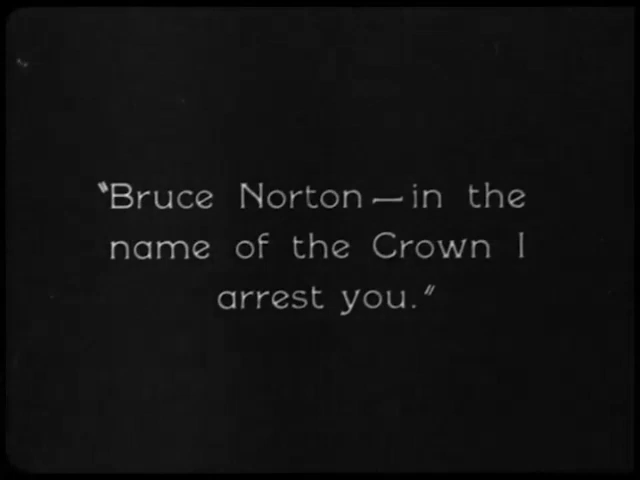 "Bruce Norton—in the
name of the Crown I
arrest you."